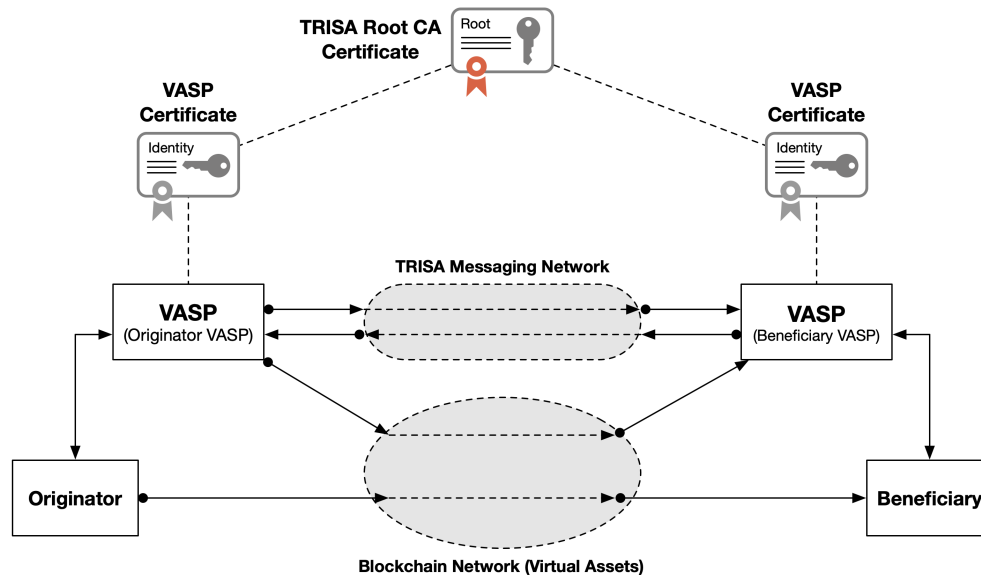 TRISA Root CA
Certificate
Root
VASP
Certificate
Identity
VASP
Certificate
Identity
TRISA Messaging Network
VASP
(Originator VASP)
VASP
(Beneficiary VASP)
Originator
Beneficiary
Blockchain Network (Virtual Assets)